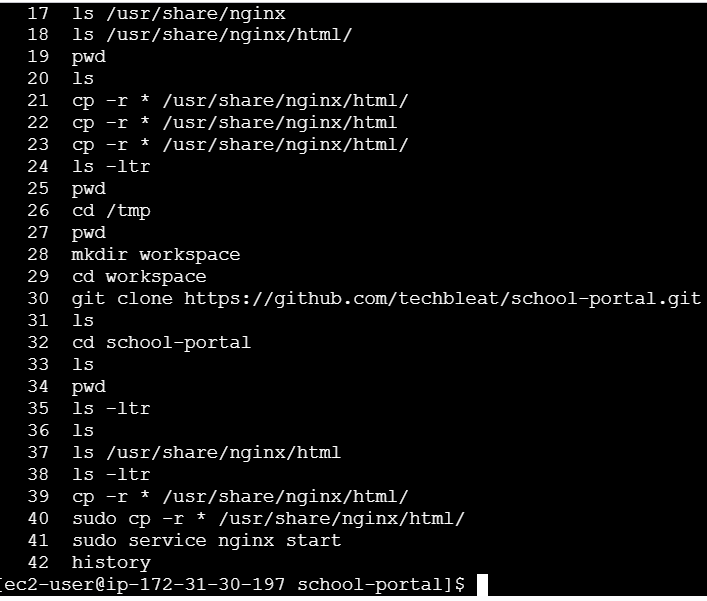 17 ls /usr/share/nginx
18 ls /usr/share/nginx/html/
19 pwd
20 ls
21 cp -r * /usr/share/nginx/html/
22 cp -r * /usr/share/nginx/html
23 cp -r * /usr/share/nginx/html/
24 ls -ltr
25 pwd
26 cd /tmp
27 pwd
28 mkdir workspace
29 cd workspace
30 git clone https://github.com/techbleat/school-portal.git
31 ls
32 cd school-portal
33 ls
34 pwd
35 ls -ltr
36 ls
37 ls /usr/share/nginx/html
38 ls -ltr
39 cp -r * /usr/share/nginx/html/
40 sudo cp -r * /usr/share/nginx/html/
41 sudo service nginx start
42 history
[ec2-user@ip-172-31-30-197 school-portal]$